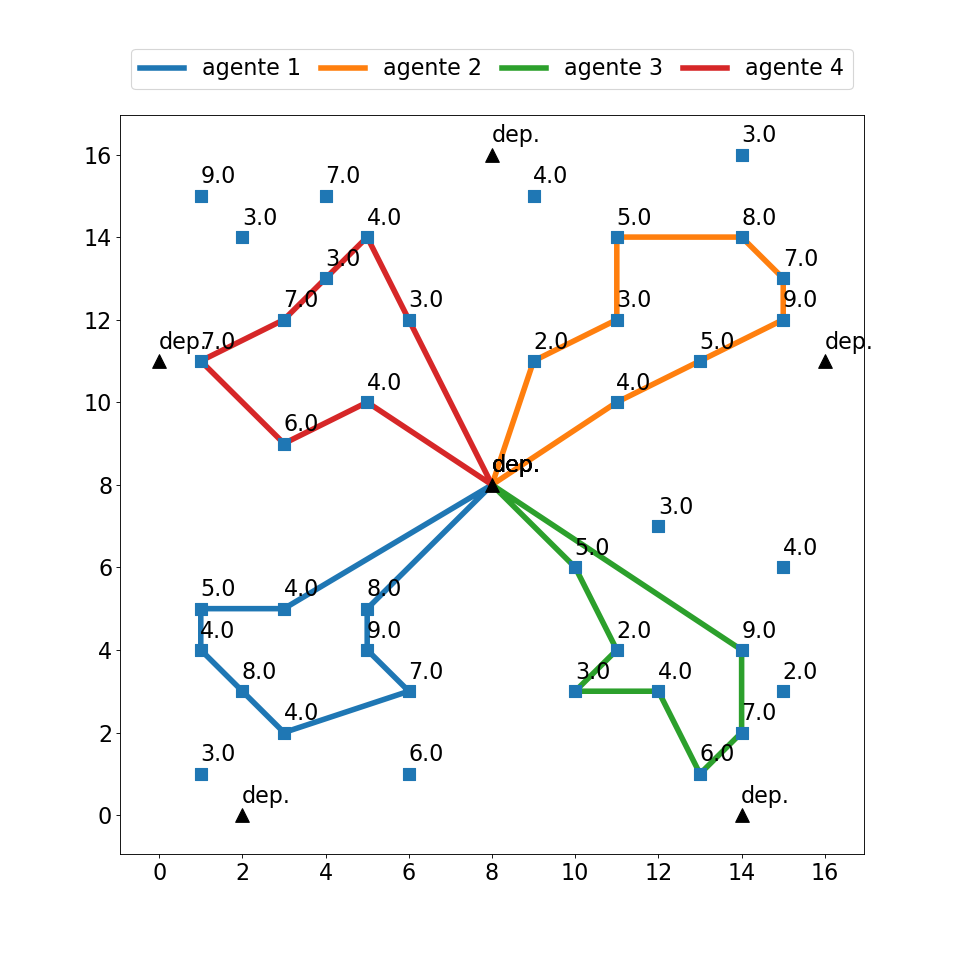 agente 1 agente 2 agente 3 agente 4
dep. 3.0
16
9.0 7.0 4.0
3.0 4.0 5.0 8.0
14
3.0 7.0
7.0 3.0 3.0 9.0
12
dep. 7.0 2.0 5.0 dep.
4.0 4.0
10
6.0
dep.
8
3.0
5.0 4.0
6
5.0 4.0 8.0
4.0 9.0 2.0 9.0
4
8.0 7.0 3.0 4.0 2.0
4.0 7.0
2
3.0 6.0 6.0
dep. dep.
0
0 2 4 6 8 10 12 14 16